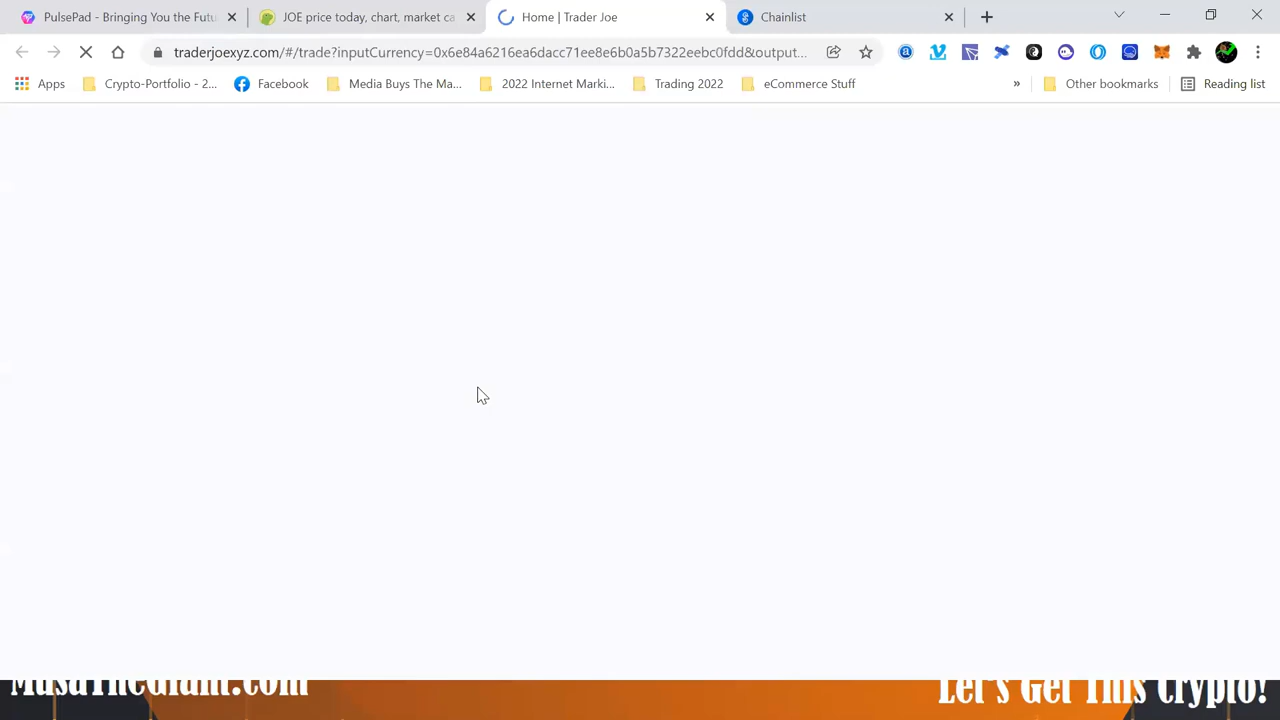 PulsePad - Bringing You the Futu
JOE price today, chart, market ca
Home | Trader Joe
Chainlist
traderjoexyz.com/#/trade?inputCurrency=0x6e84a6216ea6dacc71ee8e6b0a5b7322eebc0fdd&output...
Apps
Crypto-Portfolio - 2...
Facebook
Media Buys The Ma...
2022 Internet Marki...
Trading 2022
eCommerce Stuff
»
Other bookmarks
Reading list
MusaTheGiant.com
Let's Get This Crypto!